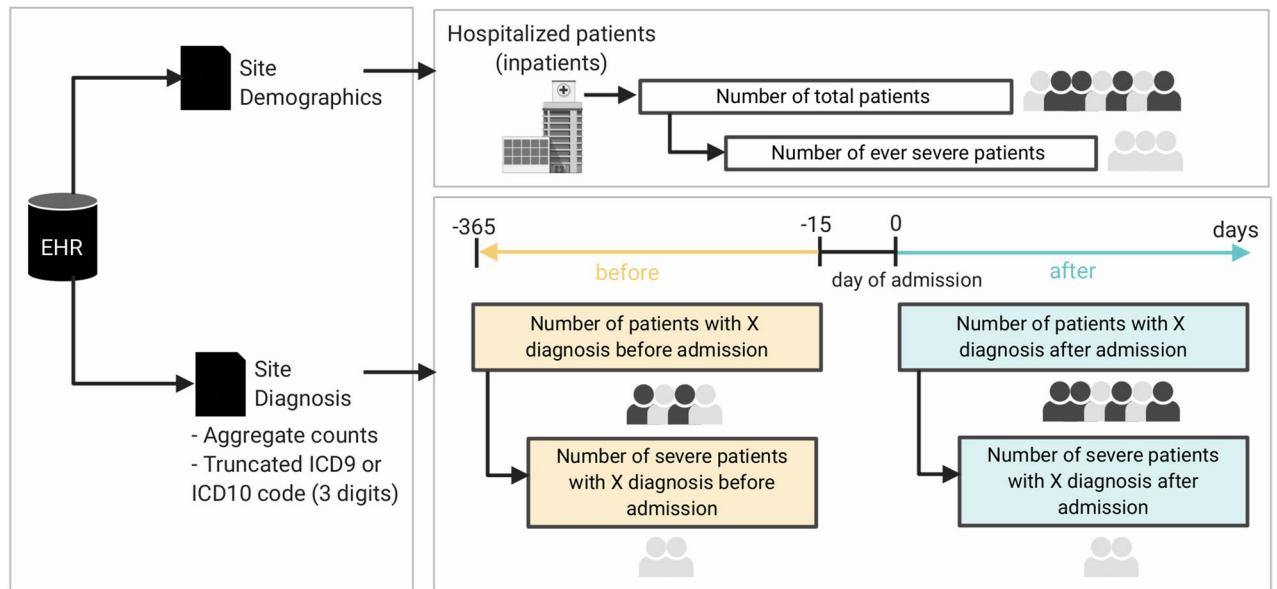 EHR
Site
Demographics
Site
Diagnosis
- Aggregate counts
- Truncated ICD9 or
ICD10 code (3 digits)
Hospitalized patients
(inpatients)
Number of total patients
Number of ever severe patients
-365
-15
0
days
before
day of admission
after
Number of patients with X
diagnosis before admission
Number of severe patients
with X diagnosis before
admission
Number of patients with X
diagnosis after admission
Number of severe patients
with X diagnosis after
admission